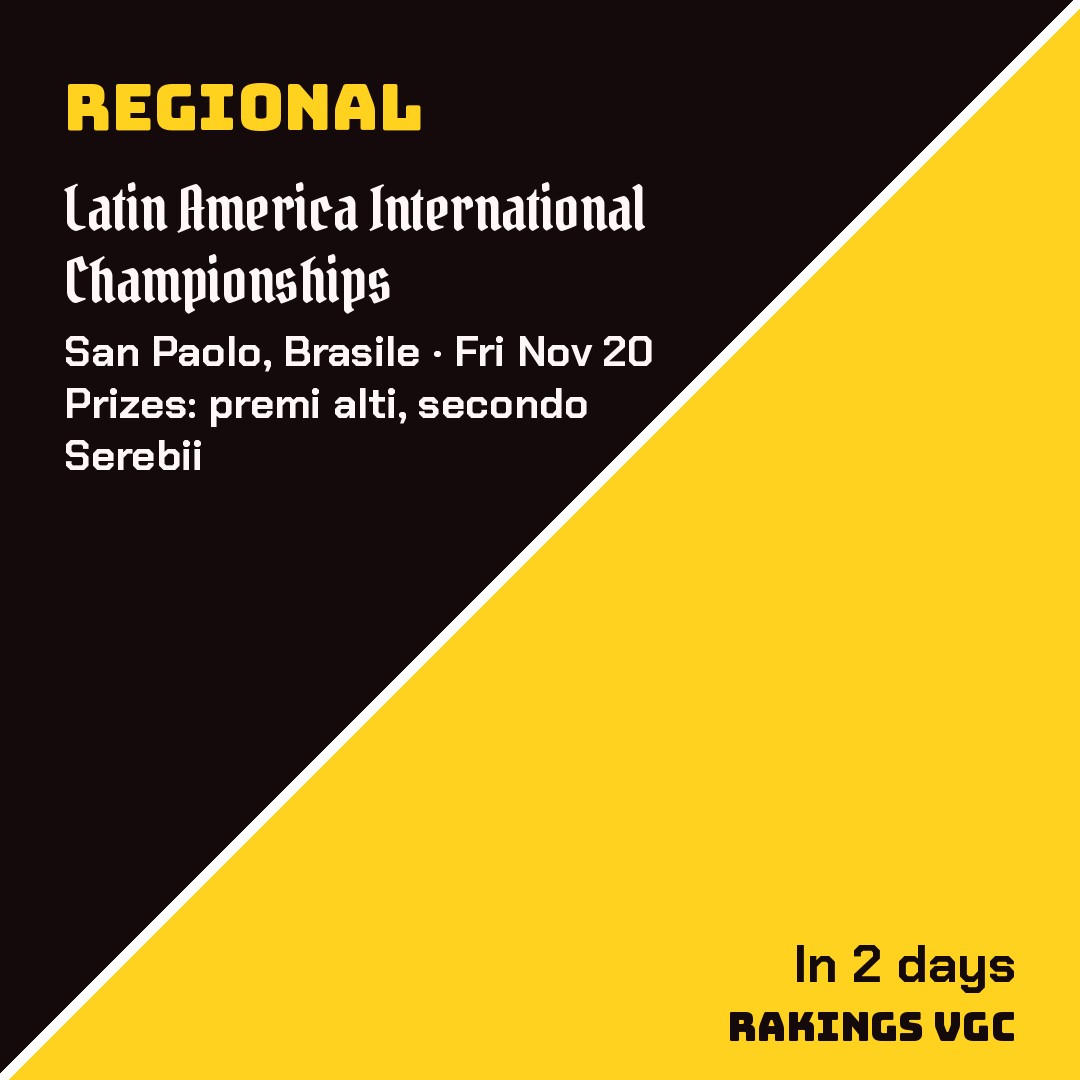 REGIONAL
Latin America International
Championships
San Paolo, Brasile · Fri Nov 20
Prizes: premi alti, secondo
Serebii
In 2 days
RAKINGS VGC